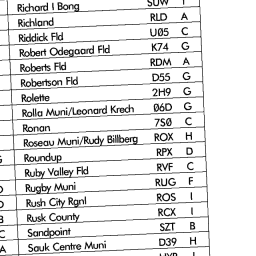 Richard I Bong SUW I
Richland RLD A
Riddick Fld UØ5 C
Robert Odegaard Fld K74 G
Roberts Fld RDM A
Robertson Fld D55 G
Rolette 2H9 G
Rolla Muni/Leonard Krech Ø6D G
Ronan 7SØ C
Roseau Muni/Rudy Billberg ROX H
Roundup RPX D
Ruby Valley Fld RVF C
Rugby Muni RUG F
Rush City Rgnl ROS I
Rusk County RCX I
Sandpoint SZT B
Sauk Centre Muni D39 H